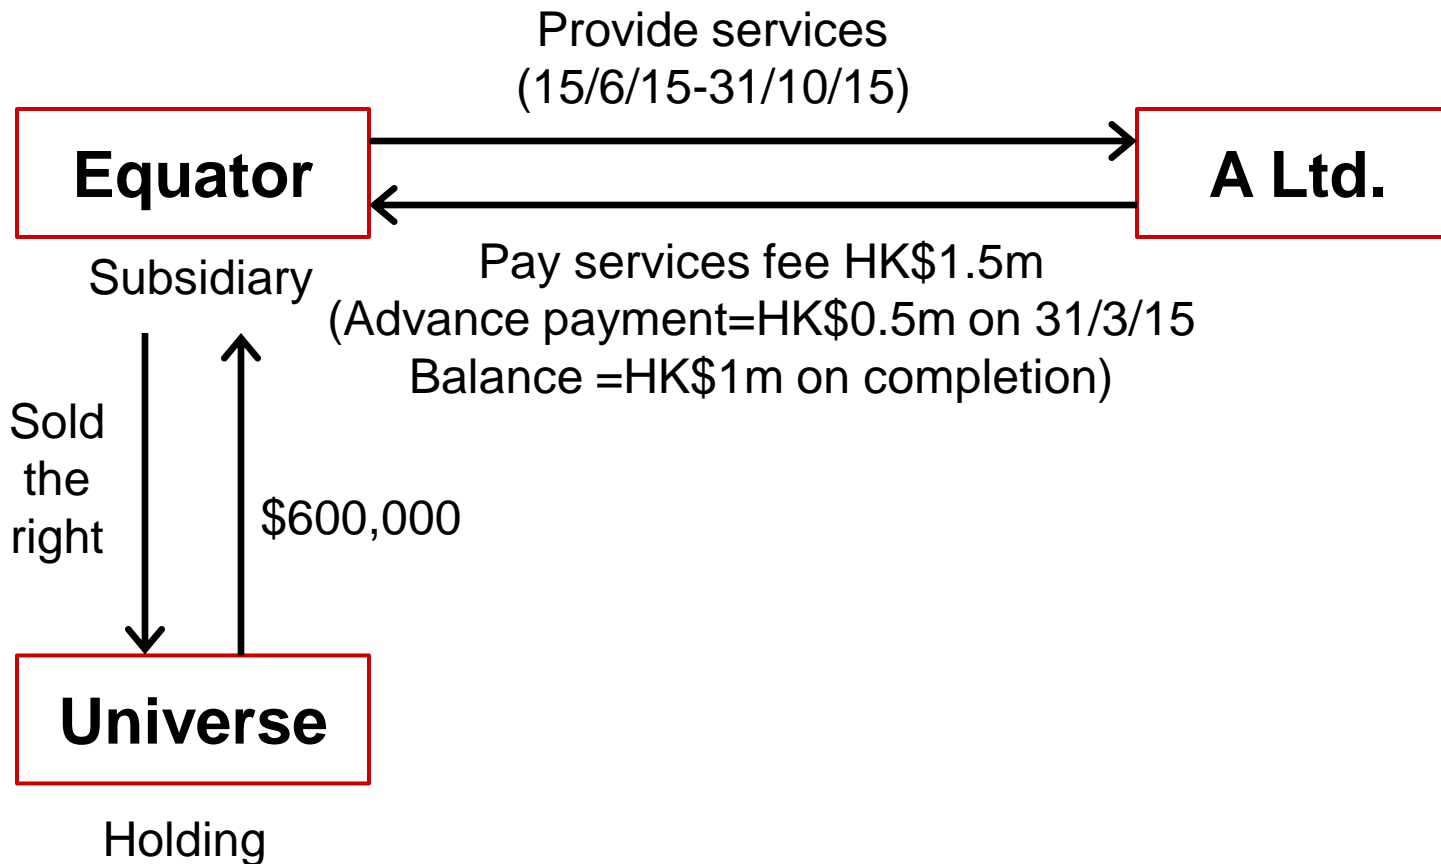 Provide services
(15/6/15-31/10/15)
Equator
A Ltd.
Subsidiary
Pay services fee HK$1.5m
(Advance payment=HK$0.5m on 31/3/15
Balance =HK$1m on completion)
Sold
the
right
$600,000
Universe
Holding